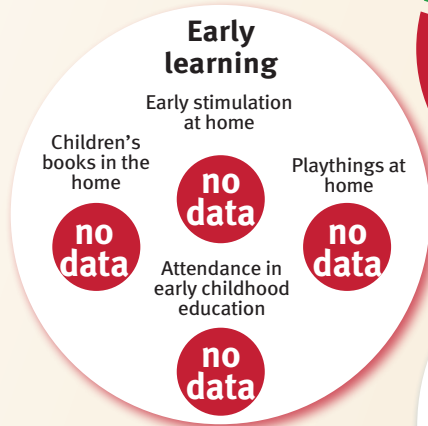 Early
learning
Early stimulation
at home
no
data
Children’s
books in the
home
no
data
Playthings at
home
no
data
Attendance in
early childhood
education
no
data